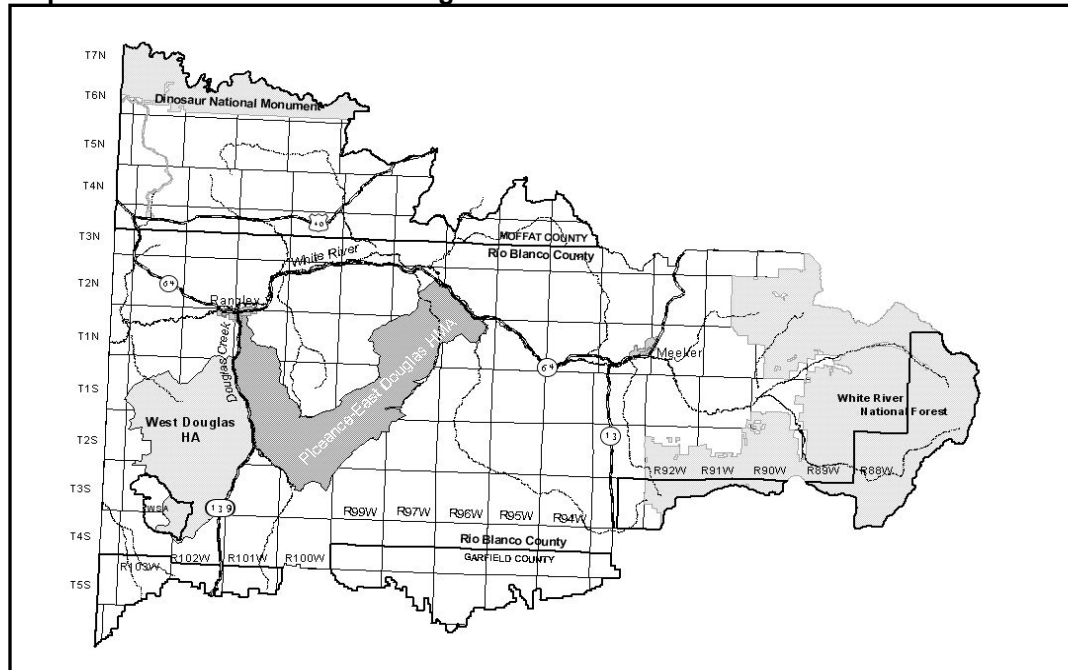 T7N
T6N
Dinosaur National Monument
T5N
T4N
40
T3N
MOFFAT COUNTY
Rio Blanco County
White River
T2N
64
Rangley
T1N
Douglas Creek
Piceance-East Douglas HMA
64
Meeker
T1S
West Douglas
HA
White River
National Forest
T2S
13
R92W R91W R90W R89W R88W
T3S
WSA
139
R99W R97W R96W R95W R94W
T4S
Rio Blanco County
R103W R102W R101W R100W
GARFIELD COUNTY
T5S